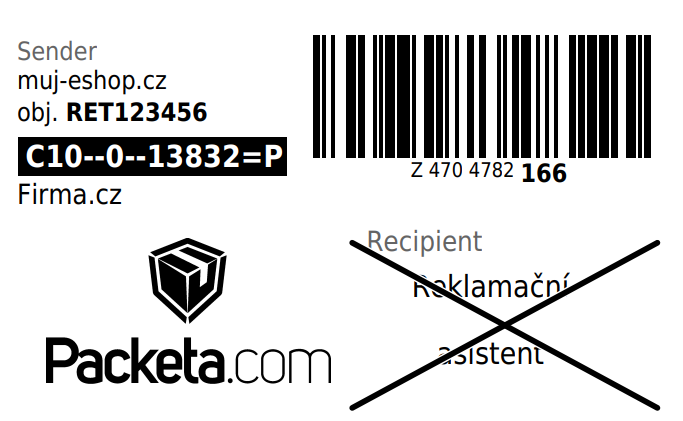 Sender
muj-eshop.cz
obj. RET123456
C10--0--13832=P
Firma.cz
Z 470 4782 166
Packeta.com
Recipient
Reklamační
asistent